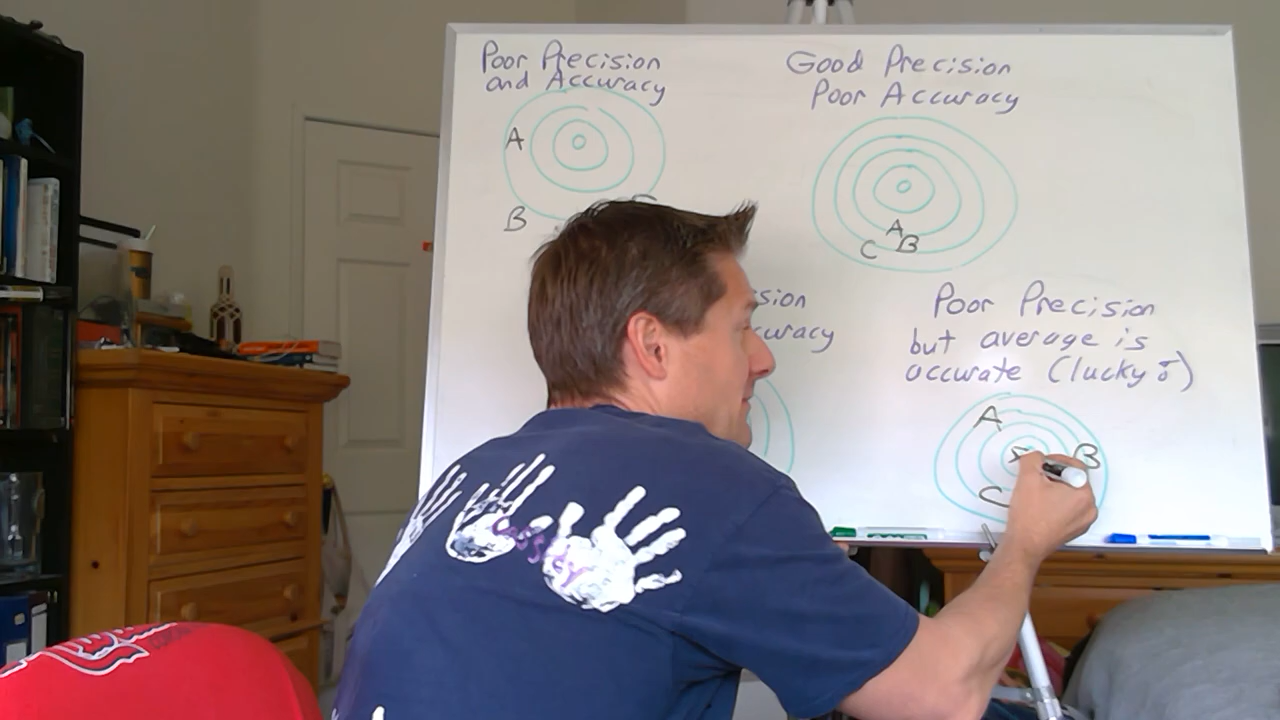 Poor Precision
and Accuracy
A
B
Good Precision
Poor Accuracy
A
C B
Poor Precision
but average is
accurate (lucky)
A
B
C